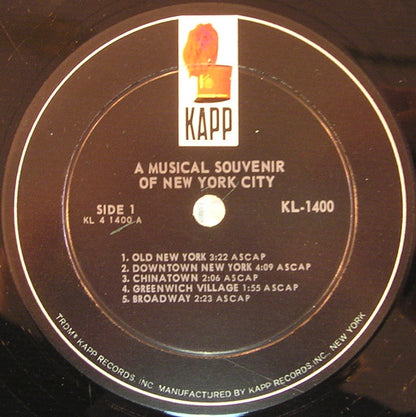 KAPP
A MUSICAL SOUVENIR
OF NEW YORK CITY
SIDE 1
KL 4 1400 A
KL-1400
1. OLD NEW YORK 3:22 ASCAP
2. DOWNTOWN NEW YORK 4:09 ASCAP
3. CHINATOWN 2:06 ASCAP
4. GREENWICH VILLAGE 1:55 ASCAP
5. BROADWAY 2:23 ASCAP
TRDMK KAPP RECORDS, INC. MANUFACTURED BY KAPP RECORDS, INC., NEW YORK